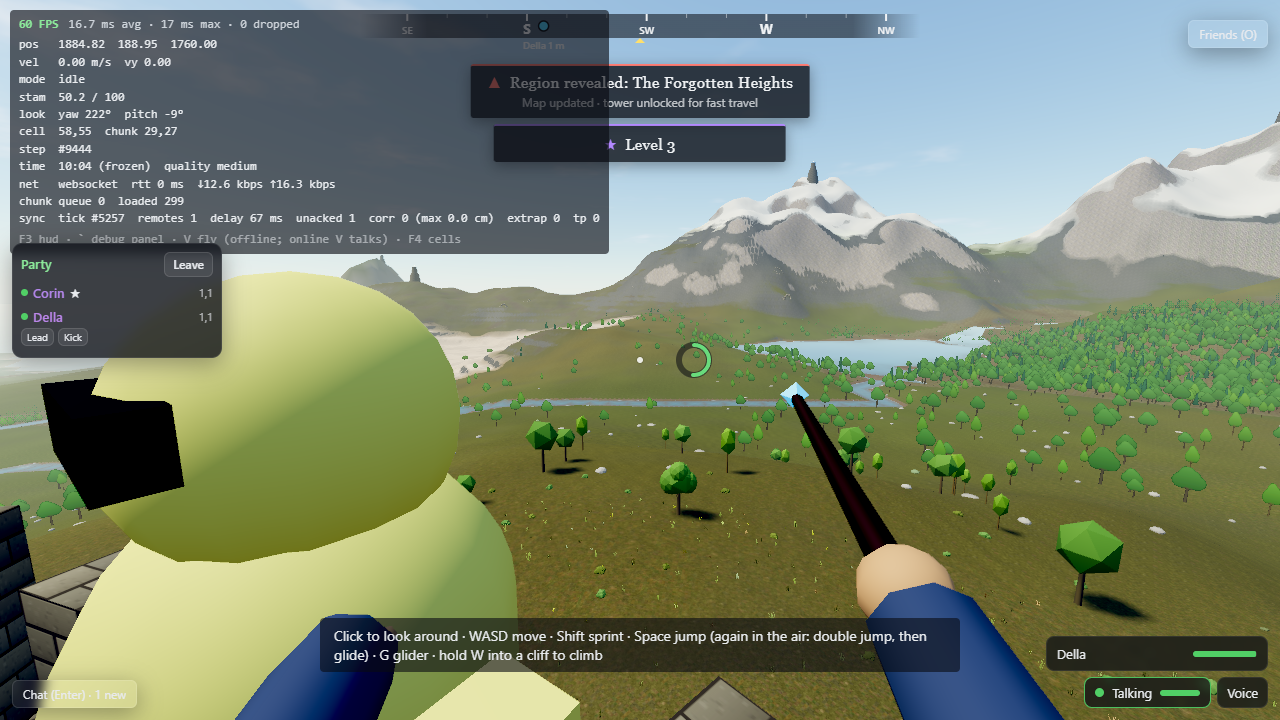 60 FPS 16.7 ms avg · 17 ms max · 0 dropped
pos 1884.82 188.95 1760.00
vel 0.00 m/s vy 0.00
mode idle
stam 50.2 / 100
look yaw 222° pitch -9°
cell 58,55 chunk 29,27
step #9444
time 10:04 (frozen) quality medium
net websocket rtt 0 ms ↓12.6 kbps ↑16.3 kbps
chunk queue 0 loaded 299
sync tick #5257 remotes 1 delay 67 ms unacked 1 corr 0 (max 0.0 cm) extrap 0 tp 0
F3 hud · ` debug panel · V fly (offline; online V talks) · F4 cells
SE S SW W NW
Della 1 m
Friends (O)
Region revealed: The Forgotten Heights
Map updated · tower unlocked for fast travel
★ Level 3
Party Leave
Corin ★ 1,1
Della 1,1
Lead Kick
Click to look around · WASD move · Shift sprint · Space jump (again in the air: double jump, then
glide) · G glider · hold W into a cliff to climb
Della
Chat (Enter) · 1 new
Talking Voice